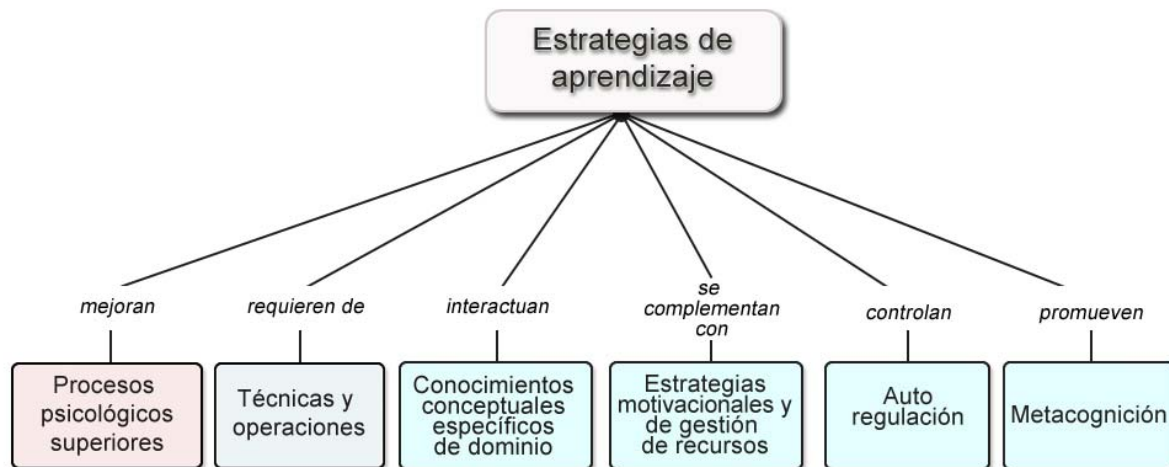 Estrategias de
aprendizaje
mejoran
requieren de
interactuan
se
complementan
con
controlan
promueven
Procesos
psicológicos
superiores
Técnicas y
operaciones
Conocimientos
conceptuales
específicos
de dominio
Estrategias
motivacionales y
de gestión
de recursos
Auto
regulación
Metacognición